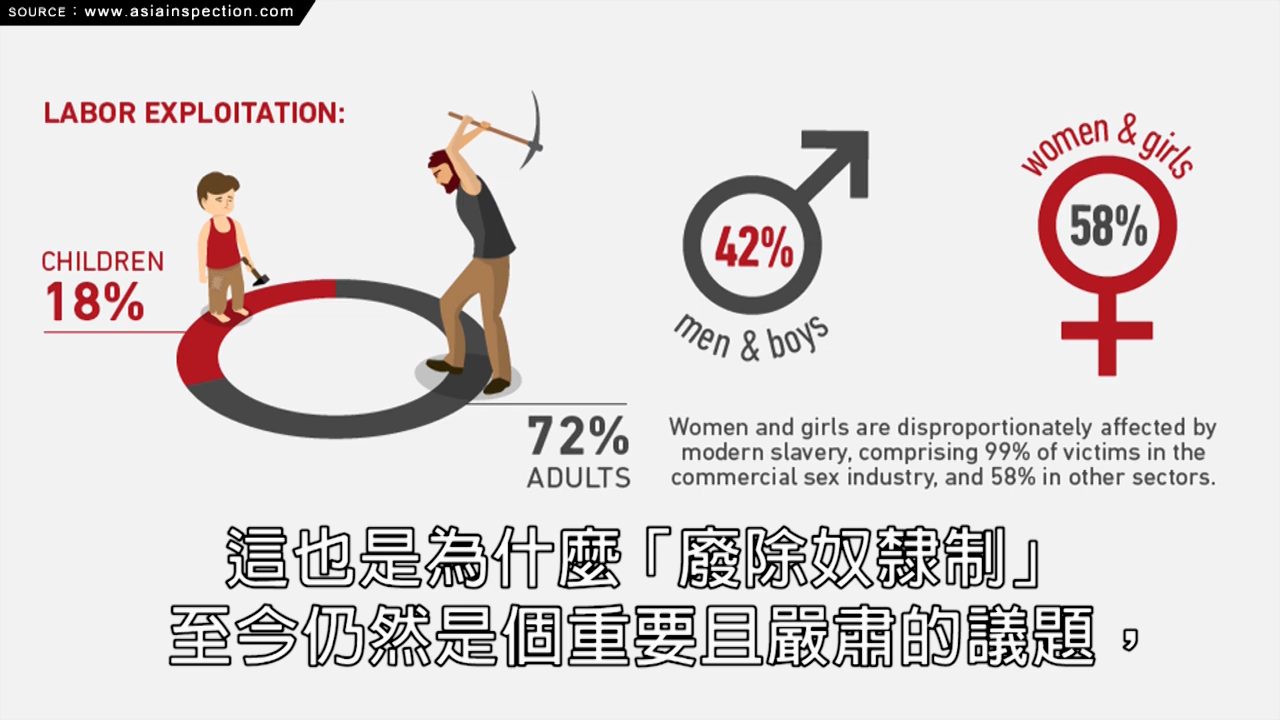 SOURCE：www.asiainspection.com
LABOR EXPLOITATION:
CHILDREN
18%
72%
ADULTS
42%
men & boys
women & girls
58%
Women and girls are disproportionately affected by
modern slavery, comprising 99% of victims in the
commercial sex industry, and 58% in other sectors.
這也是為什麼「廢除奴隸制」
至今仍然是個重要且嚴肅的議題，